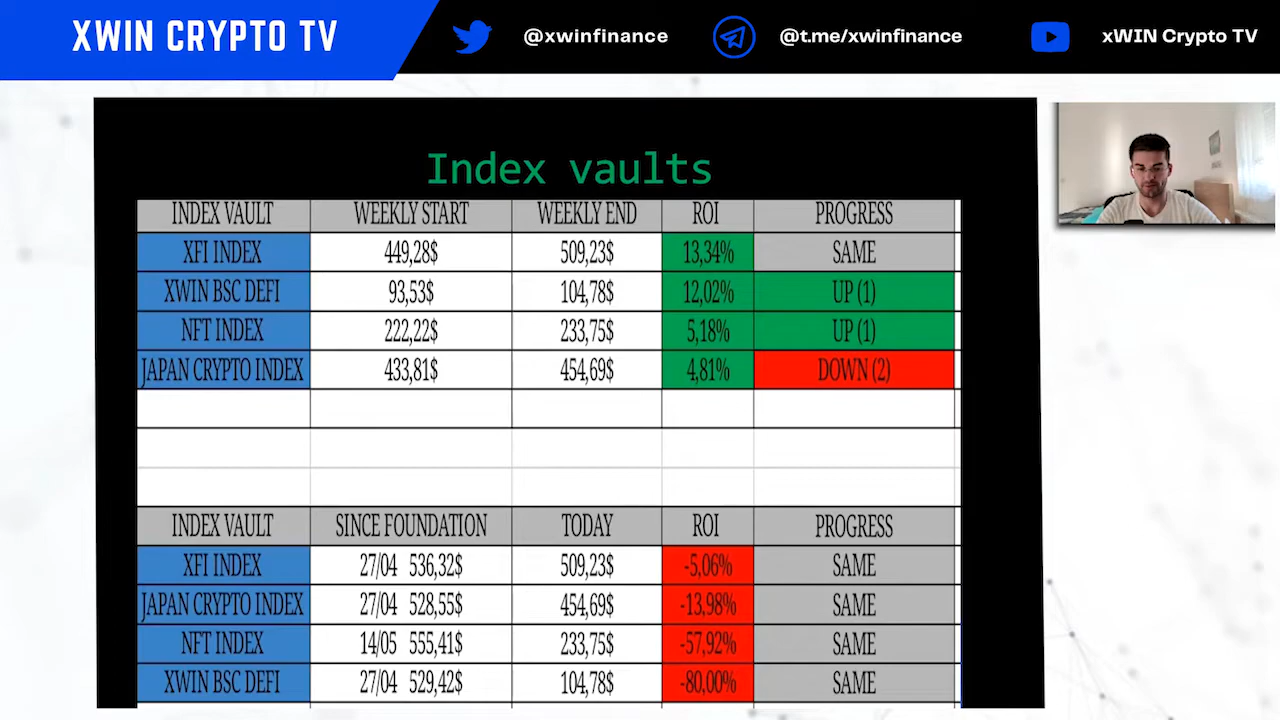 XWIN CRYPTO TV @xwinfinance @t.me/xwinfinance xWIN Crypto TV
Index vaults
INDEX VAULT WEEKLY START WEEKLY END ROI PROGRESS
XFI INDEX 449,28$ 509,23$ 13,34% SAME
XWIN BSC DEFI 93,53$ 104,78$ 12,02% UP (1)
NFT INDEX 222,22$ 233,75$ 5,18% UP (1)
JAPAN CRYPTO INDEX 433,81$ 454,69$ 4,81% DOWN (2)
INDEX VAULT SINCE FOUNDATION TODAY ROI PROGRESS
XFI INDEX 27/04 536,32$ 509,23$ -5,06% SAME
JAPAN CRYPTO INDEX 27/04 528,55$ 454,69$ -13,98% SAME
NFT INDEX 14/05 555,41$ 233,75$ -57,92% SAME
XWIN BSC DEFI 27/04 529,42$ 104,78$ -80,00% SAME